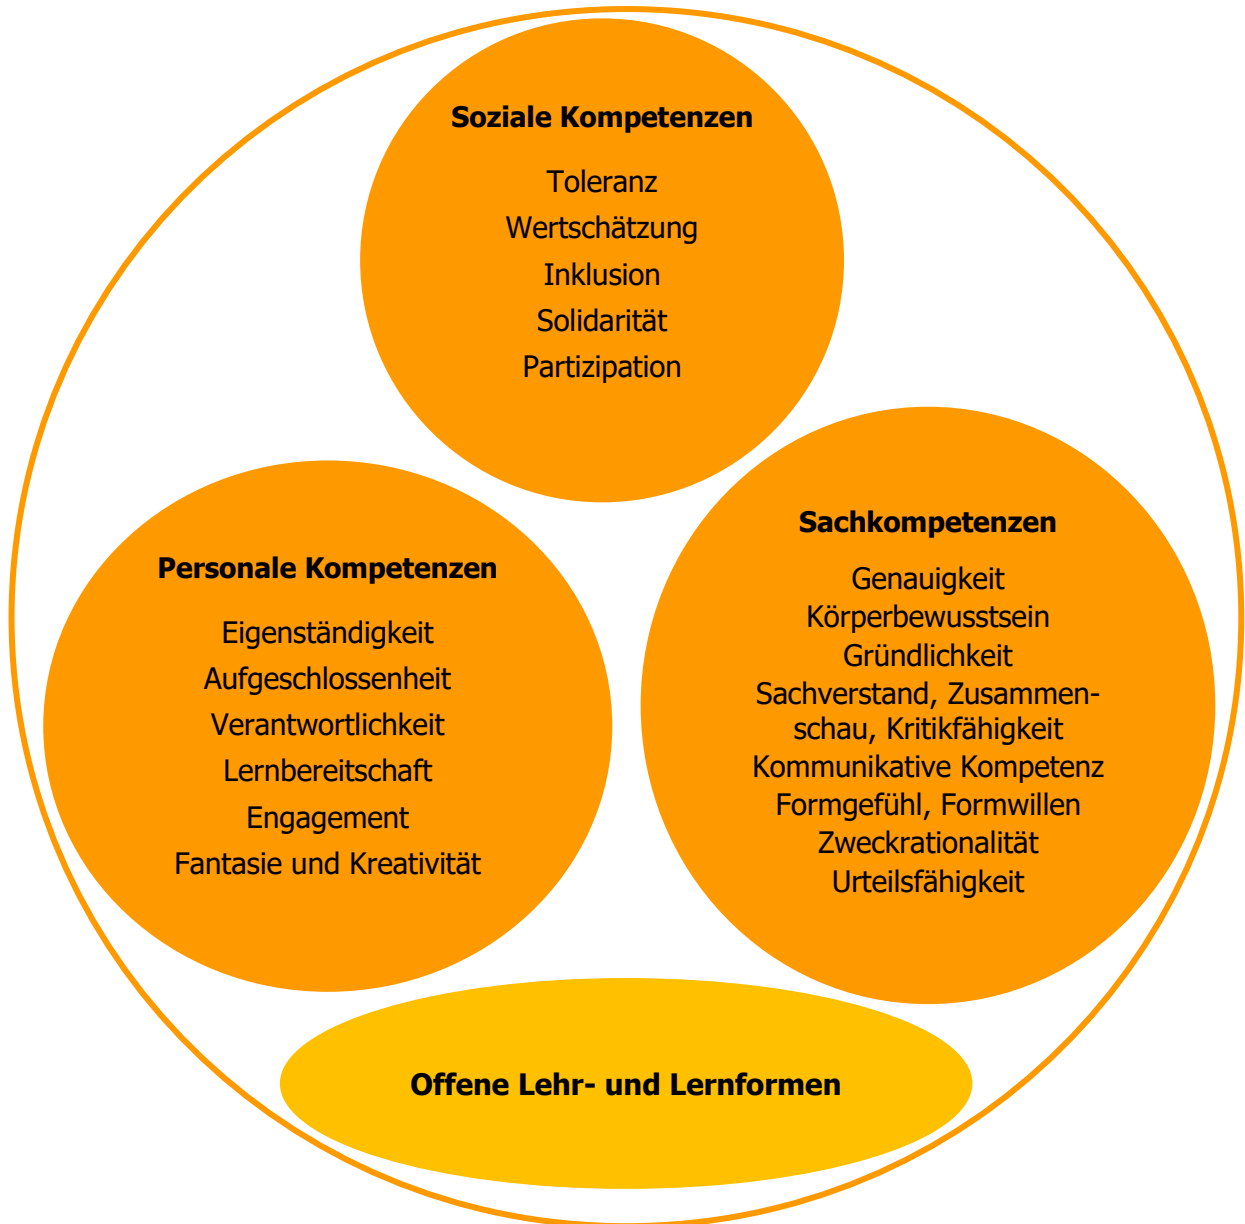 Soziale Kompetenzen
Toleranz
Wertschätzung
Inklusion
Solidarität
Partizipation
Personale Kompetenzen
Eigenständigkeit
Aufgeschlossenheit
Verantwortlichkeit
Lernbereitschaft
Engagement
Fantasie und Kreativität
Sachkompetenzen
Genauigkeit
Körperbewusstsein
Gründlichkeit
Sachverstand, Zusammen-
schau, Kritikfähigkeit
Kommunikative Kompetenz
Formgefühl, Formwillen
Zweckrationalität
Urteilsfähigkeit
Offene Lehr- und Lernformen